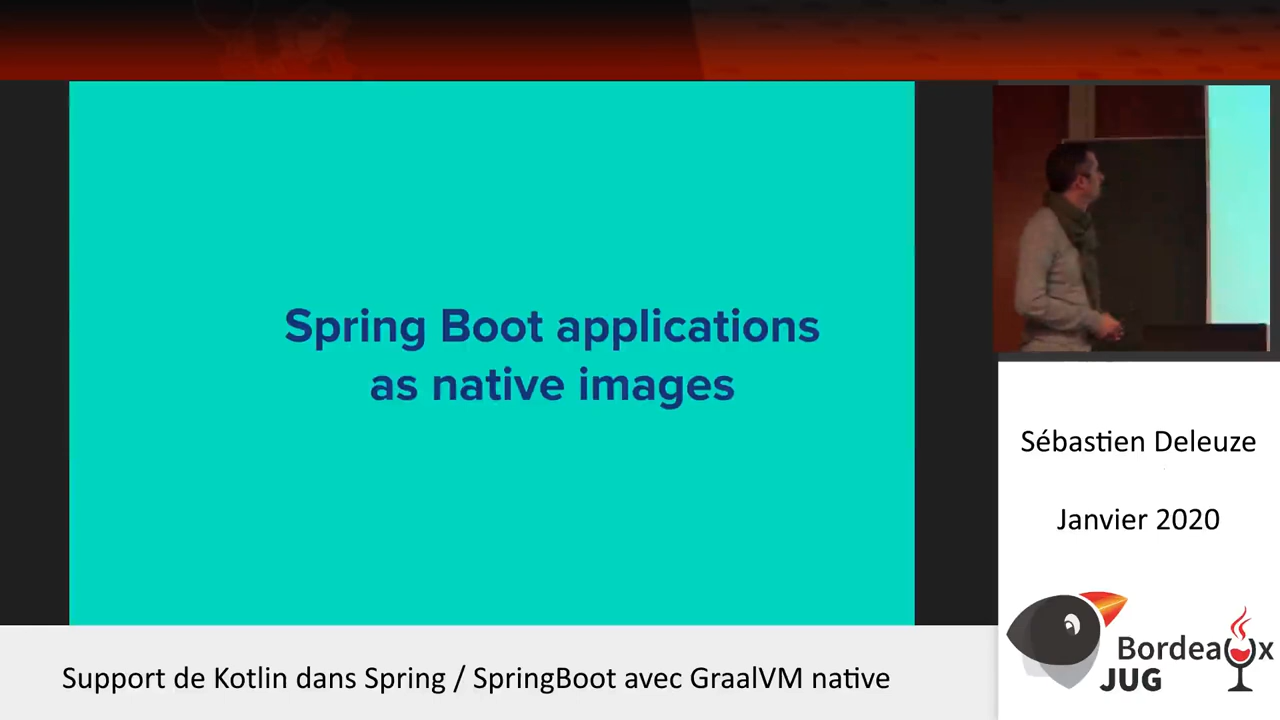 Spring Boot applications
as native images
Sébastien Deleuze
Janvier 2020
Bordeaux
JUG
Support de Kotlin dans Spring / SpringBoot avec GraalVM native